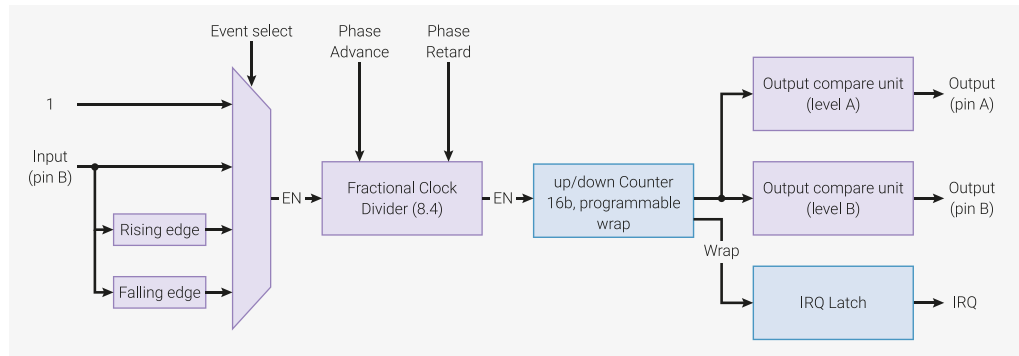 Event select
Phase
Advance
Phase
Retard
1
Input
(pin B)
Rising edge
Falling edge
EN
Fractional Clock
Divider (8.4)
EN
up/down Counter
16b, programmable
wrap
Wrap
Output compare unit
(level A)
Output
(pin A)
Output compare unit
(level B)
Output
(pin B)
IRQ Latch
IRQ